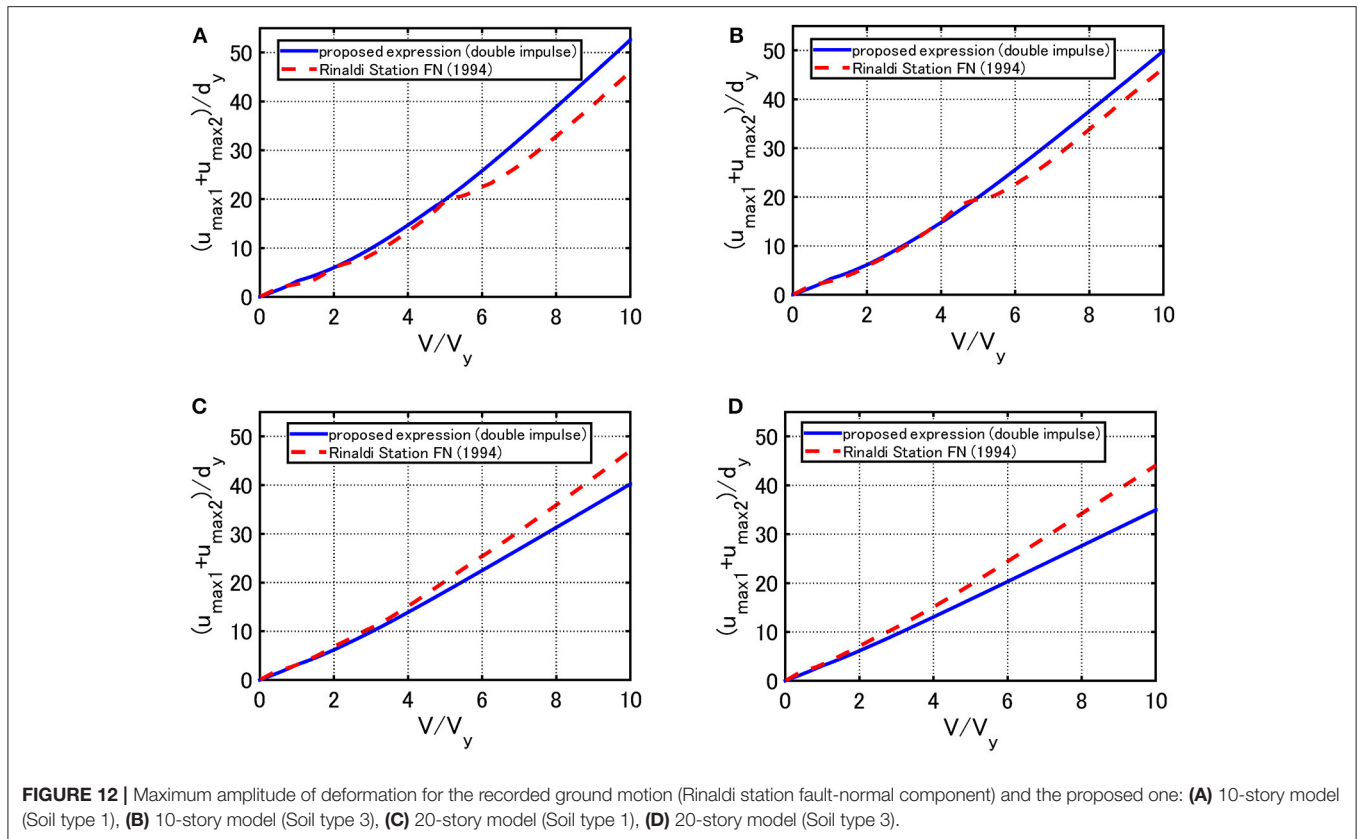 A
proposed expression (double impulse)
Rinaldi Station FN (1994)
(u_max1+u_max2)/d_y
50
40
30
20
10
0
0 2 4 6 8 10
V/V_y
B
proposed expression (double impulse)
Rinaldi Station FN (1994)
(u_max1+u_max2)/d_y
50
40
30
20
10
0
0 2 4 6 8 10
V/V_y
C
proposed expression (double impulse)
Rinaldi Station FN (1994)
(u_max1+u_max2)/d_y
50
40
30
20
10
0
0 2 4 6 8 10
V/V_y
D
proposed expression (double impulse)
Rinaldi Station FN (1994)
(u_max1+u_max2)/d_y
50
40
30
20
10
0
0 2 4 6 8 10
V/V_y
FIGURE 12 | Maximum amplitude of deformation for the recorded ground motion (Rinaldi station fault-normal component) and the proposed one: (A) 10-story model
(Soil type 1), (B) 10-story model (Soil type 3), (C) 20-story model (Soil type 1), (D) 20-story model (Soil type 3).